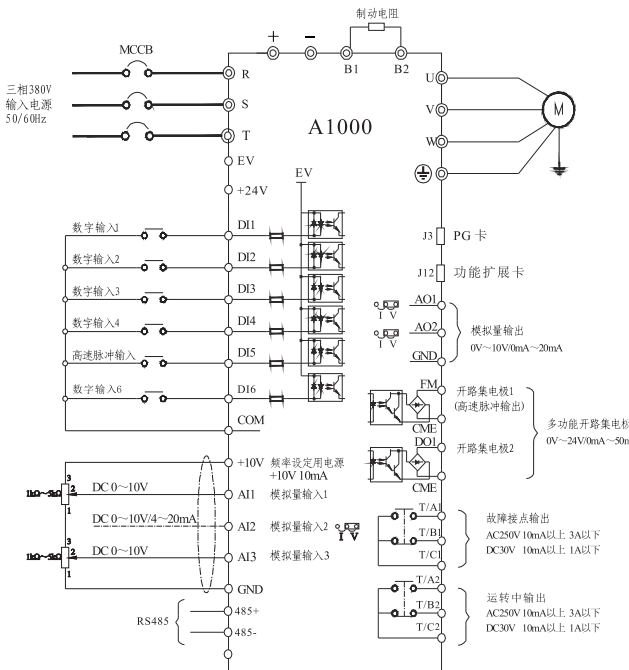 制动电阻
+
−
B1
B2
MCCB
三相380V
输入电源
50/60Hz
R
S
T
A1000
U
V
W
M
EV
+24V
EV
数字输入1
DI1
数字输入2
DI2
数字输入3
DI3
数字输入4
DI4
高速脉冲输入
DI5
数字输入6
DI6
COM
J3
PG卡
J12
功能扩展卡
AO1
I V
AO2
I V
GND
模拟量输出
0V～10V/0mA～20mA
FM
CME
开路集电极1
(高速脉冲输出)
DO1
CME
开路集电极2
多功能开路集电极
0V～24V/0mA～50m
+10V
频率设定用电源
+10V 10mA
1kΩ～5kΩ
3
2
1
DC 0～10V
AI1
模拟量输入1
DC 0～10V/4～20mA
AI2
模拟量输入2
I V
1kΩ～5kΩ
3
2
1
DC 0～10V
AI3
模拟量输入3
GND
RS485
485+
485-
T/A1
T/B1
T/C1
故障接点输出
AC250V 10mA以上 3A以下
DC30V 10mA以上 1A以下
T/A2
T/B2
T/C2
运转中输出
AC250V 10mA以上 3A以下
DC30V 10mA以上 1A以下